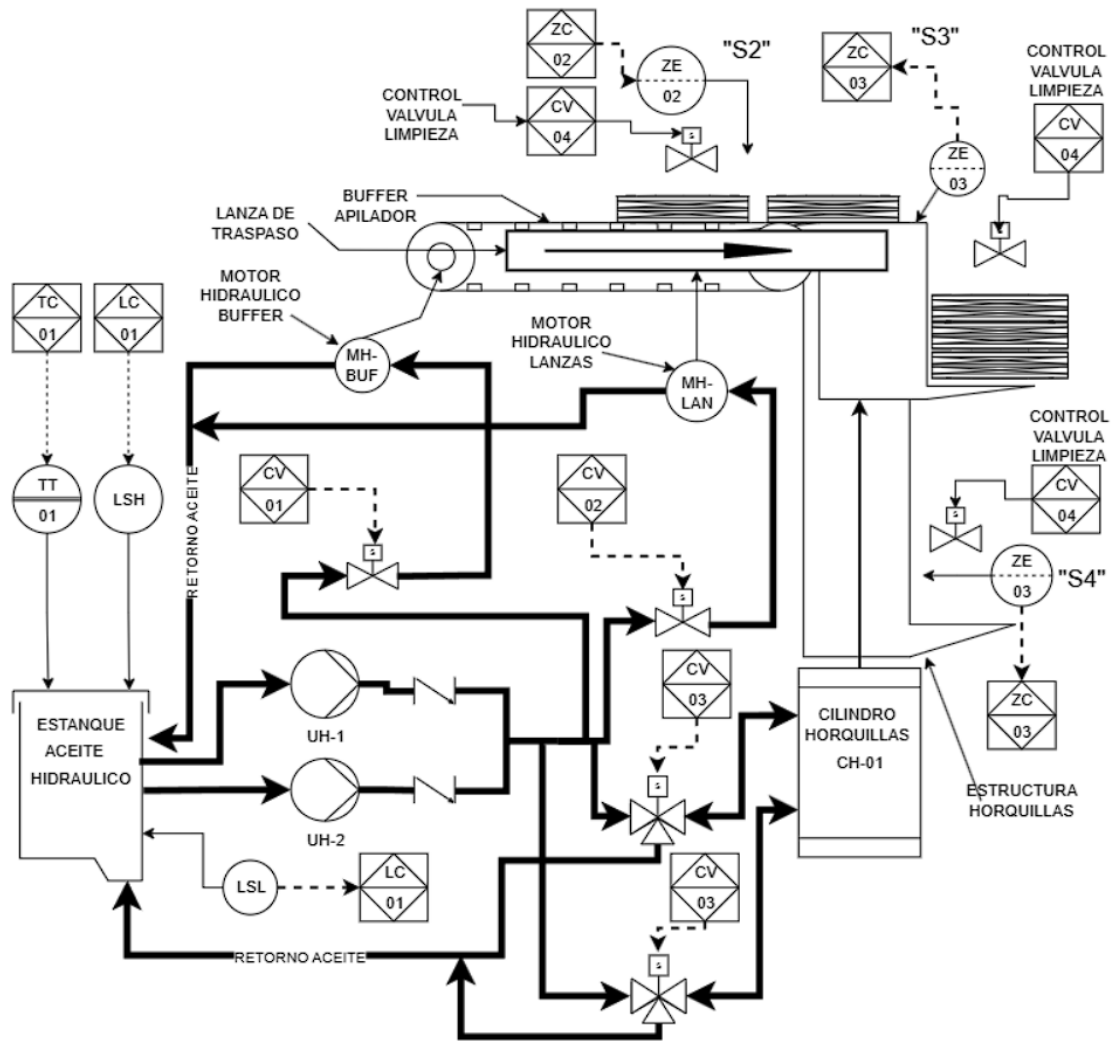 ZC
02
ZE
02
"S2"
CONTROL
VALVULA
LIMPIEZA
CV
04
S
ZC
03
"S3"
ZE
03
CONTROL
VALVULA
LIMPIEZA
CV
04
S
BUFFER
APILADOR
LANZA DE
TRASPASO
MOTOR
HIDRAULICO
BUFFER
MOTOR
HIDRAULICO
LANZAS
TC
01
LC
01
MH-
BUF
MH-
LAN
TT
01
LSH
RETORNO ACEITE
CV
01
S
CV
02
S
CONTROL
VALVULA
LIMPIEZA
CV
04
S
ZE
03
"S4"
ZC
03
ESTANQUE
ACEITE
HIDRAULICO
UH-1
UH-2
CV
03
S
CILINDRO
HORQUILLAS
CH-01
ESTRUCTURA
HORQUILLAS
LSL
LC
01
CV
03
S
RETORNO ACEITE